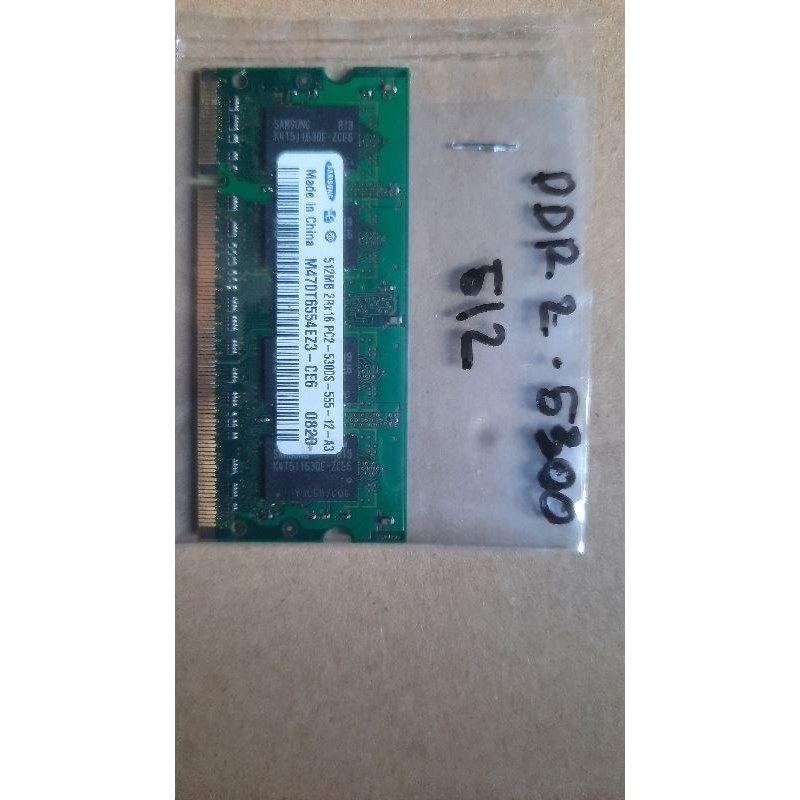 SAMSUNG 819
K4T51163QE-ZCE6
SAMSUNG
Made in China
512MB 2Rx16 PC2-5300S-555-12-A3
M470T6554EZ3-CE6 0820
K4T51163QE-ZCE6
DDR 2. 5300
512